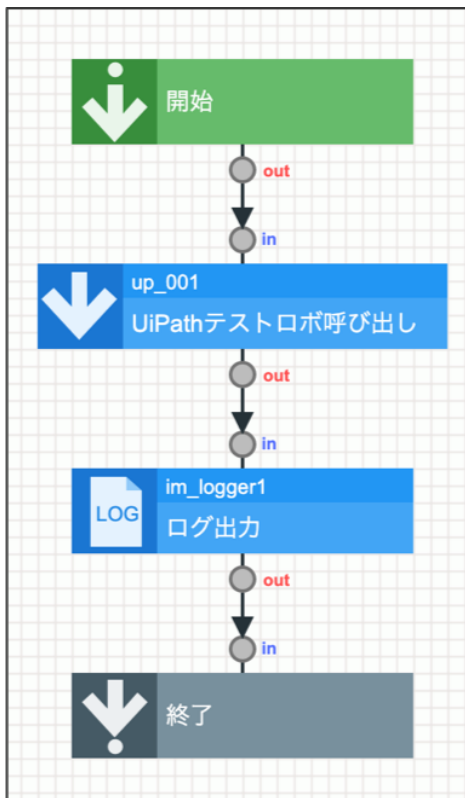 開始
out
in
up_001
UiPathテストロボ呼び出し
out
in
im_logger1
LOG
ログ出力
out
in
終了